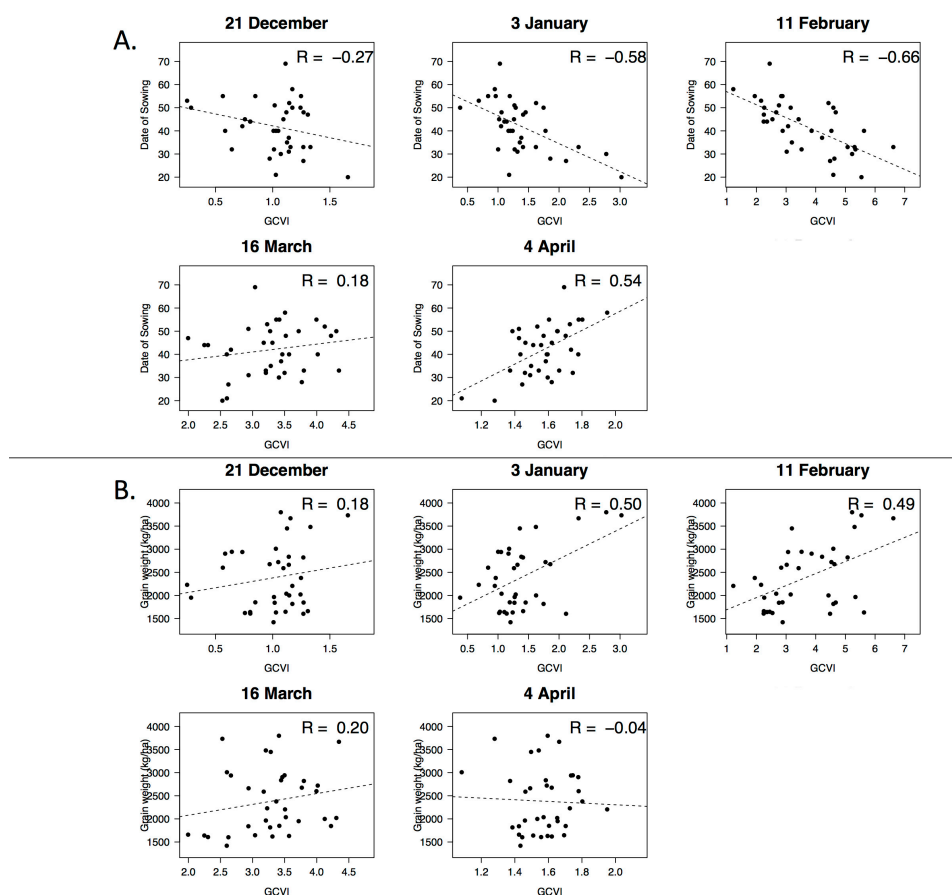 A.
21 December
R = −0.27
Date of Sowing
70
60
50
40
30
20
0.5 1.0 1.5
GCVI
3 January
R = −0.58
Date of Sowing
70
60
50
40
30
20
0.5 1.0 1.5 2.0 2.5 3.0
GCVI
11 February
R = −0.66
Date of Sowing
70
60
50
40
30
20
1 2 3 4 5 6 7
GCVI
16 March
R = 0.18
Date of Sowing
70
60
50
40
30
20
2.0 2.5 3.0 3.5 4.0 4.5
GCVI
4 April
R = 0.54
Date of Sowing
70
60
50
40
30
20
1.2 1.4 1.6 1.8 2.0
GCVI
B.
21 December
R = 0.18
Grain weight (kg/ha)
4000
3500
3000
2500
2000
1500
0.5 1.0 1.5
GCVI
3 January
R = 0.50
Grain weight (kg/ha)
4000
3500
3000
2500
2000
1500
0.5 1.0 1.5 2.0 2.5 3.0
GCVI
11 February
R = 0.49
Grain weight (kg/ha)
4000
3500
3000
2500
2000
1500
1 2 3 4 5 6 7
GCVI
16 March
R = 0.20
Grain weight (kg/ha)
4000
3500
3000
2500
2000
1500
2.0 2.5 3.0 3.5 4.0 4.5
GCVI
4 April
R = −0.04
Grain weight (kg/ha)
4000
3500
3000
2500
2000
1500
1.2 1.4 1.6 1.8 2.0
GCVI